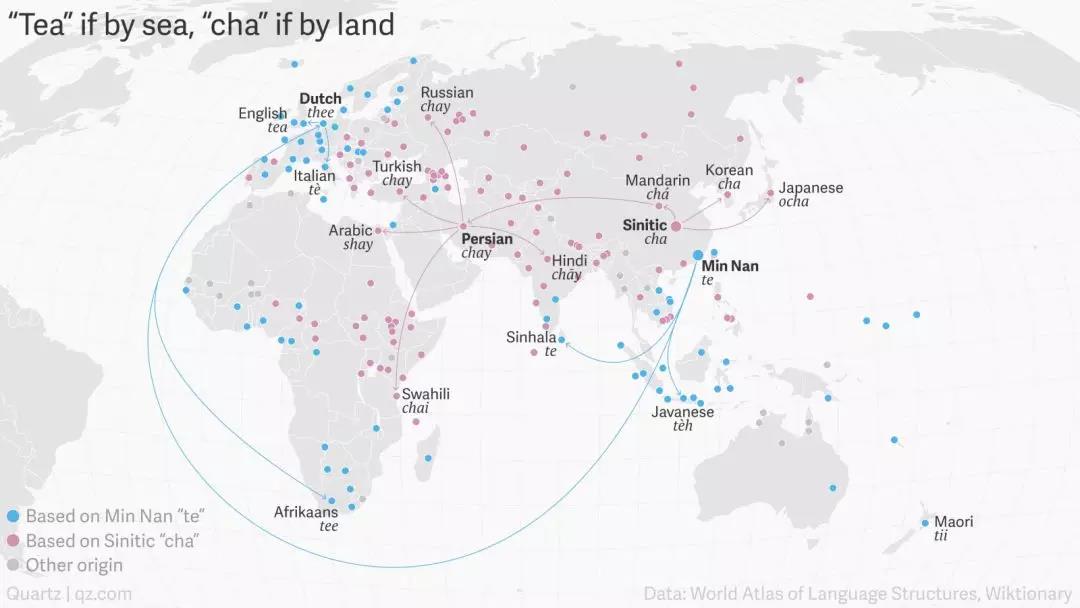 “Tea” if by sea, “cha” if by land
Russian
chay
Dutch
thee
English
tea
Italian
tè
Turkish
chay
Arabic
shay
Persian
chay
Hindi
chāy
Mandarin
chá
Korean
cha
Japanese
ocha
Sinitic
cha
Min Nan
te
Sinhala
te
Javanese
tèh
Swahili
chai
Afrikaans
tee
Maori
tii
Based on Min Nan “te”
Based on Sinitic “cha”
Other origin
Quartz | qz.com
Data: World Atlas of Language Structures, Wiktionary